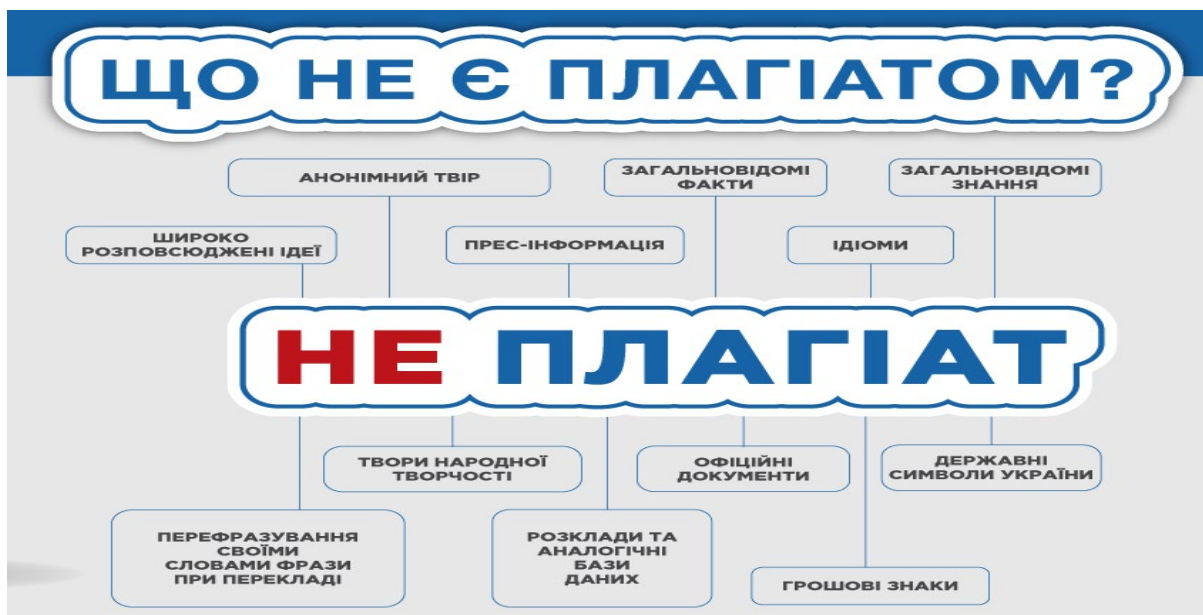 ЩО НЕ Є ПЛАГІАТОМ?
АНОНІМНИЙ ТВІР
ЗАГАЛЬНОВІДОМІ
ФАКТИ
ЗАГАЛЬНОВІДОМІ
ЗНАННЯ
ШИРОКО
РОЗПОВСЮДЖЕНІ ІДЕЇ
ПРЕС-ІНФОРМАЦІЯ
ІДІОМИ
НЕ ПЛАГІАТ
ТВОРИ НАРОДНОЇ
ТВОРЧОСТІ
ОФІЦІЙНІ
ДОКУМЕНТИ
ДЕРЖАВНІ
СИМВОЛИ УКРАЇНИ
ПЕРЕФРАЗУВАННЯ
СВОЇМИ
СЛОВАМИ ФРАЗИ
ПРИ ПЕРЕКЛАДІ
РОЗКЛАДИ ТА
АНАЛОГІЧНІ
БАЗИ
ДАНИХ
ГРОШОВІ ЗНАКИ